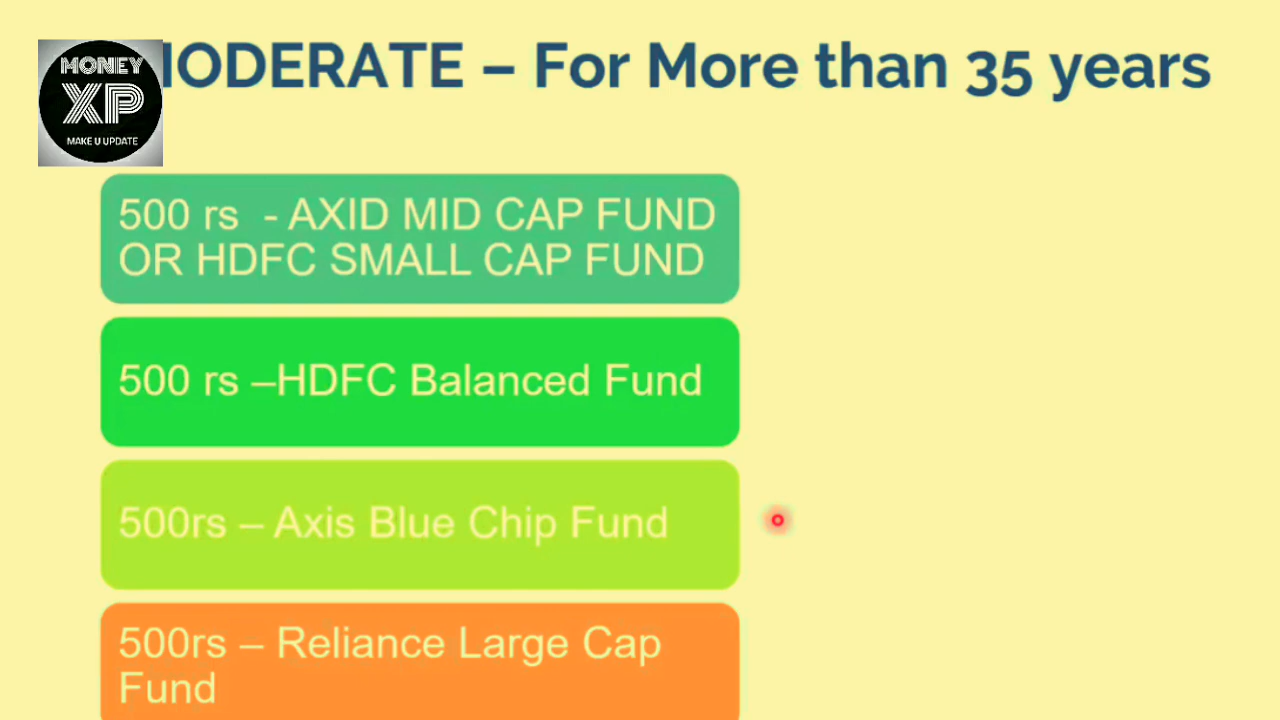 MONEY
XP
MAKE U UPDATE
MODERATE – For More than 35 years
500 rs - AXID MID CAP FUND
OR HDFC SMALL CAP FUND
500 rs –HDFC Balanced Fund
500rs – Axis Blue Chip Fund
500rs – Reliance Large Cap
Fund